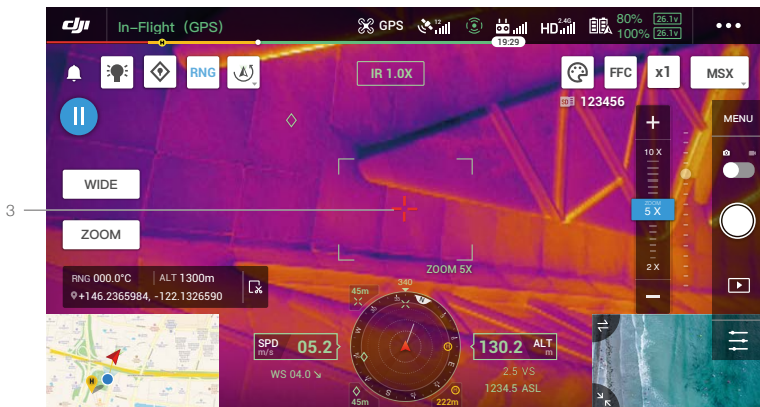 dji In-Flight (GPS) GPS 12 HD 2.4G 80% 26.1v
A 100% 26.1v
19:29
RNG IR 1.0X FFC x1 MSX
SD 123456
MENU
10 X
WIDE
ZOOM
5 X
3
ZOOM
2 X
ZOOM 5X
RNG 000.0°C ALT 1300m
+146.2365984, -122.1326590
45m 340
N
W
E
S
SPD
m/s 05.2 130.2 ALT
m
WS 04.0 2.5 VS
1234.5 ASL
H
45m 222m